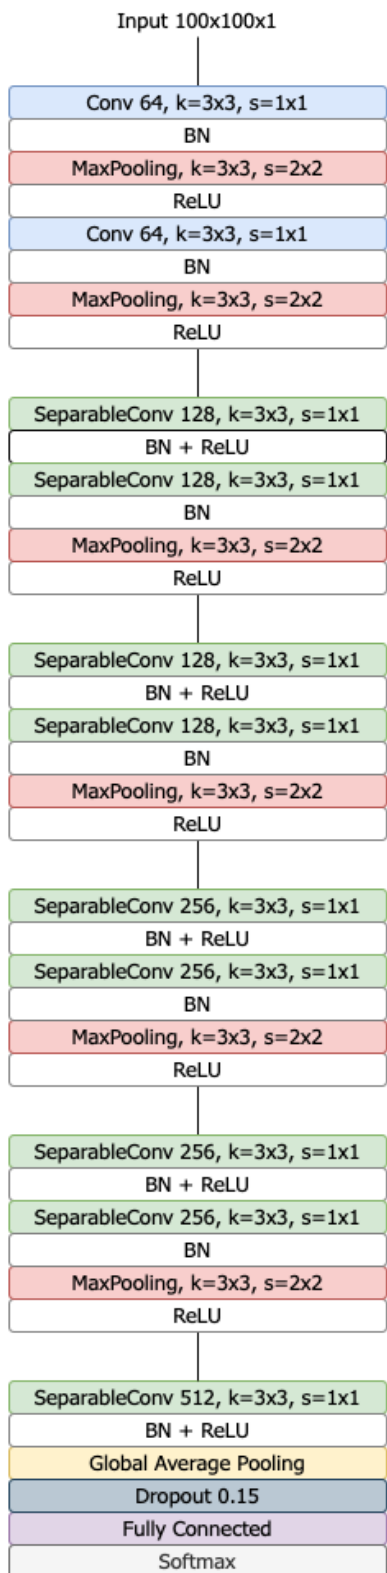 Input 100x100x1
Conv 64, k=3x3, s=1x1
BN
MaxPooling, k=3x3, s=2x2
ReLU
Conv 64, k=3x3, s=1x1
BN
MaxPooling, k=3x3, s=2x2
ReLU
SeparableConv 128, k=3x3, s=1x1
BN + ReLU
SeparableConv 128, k=3x3, s=1x1
BN
MaxPooling, k=3x3, s=2x2
ReLU
SeparableConv 128, k=3x3, s=1x1
BN + ReLU
SeparableConv 128, k=3x3, s=1x1
BN
MaxPooling, k=3x3, s=2x2
ReLU
SeparableConv 256, k=3x3, s=1x1
BN + ReLU
SeparableConv 256, k=3x3, s=1x1
BN
MaxPooling, k=3x3, s=2x2
ReLU
SeparableConv 256, k=3x3, s=1x1
BN + ReLU
SeparableConv 256, k=3x3, s=1x1
BN
MaxPooling, k=3x3, s=2x2
ReLU
SeparableConv 512, k=3x3, s=1x1
BN + ReLU
Global Average Pooling
Dropout 0.15
Fully Connected
Softmax